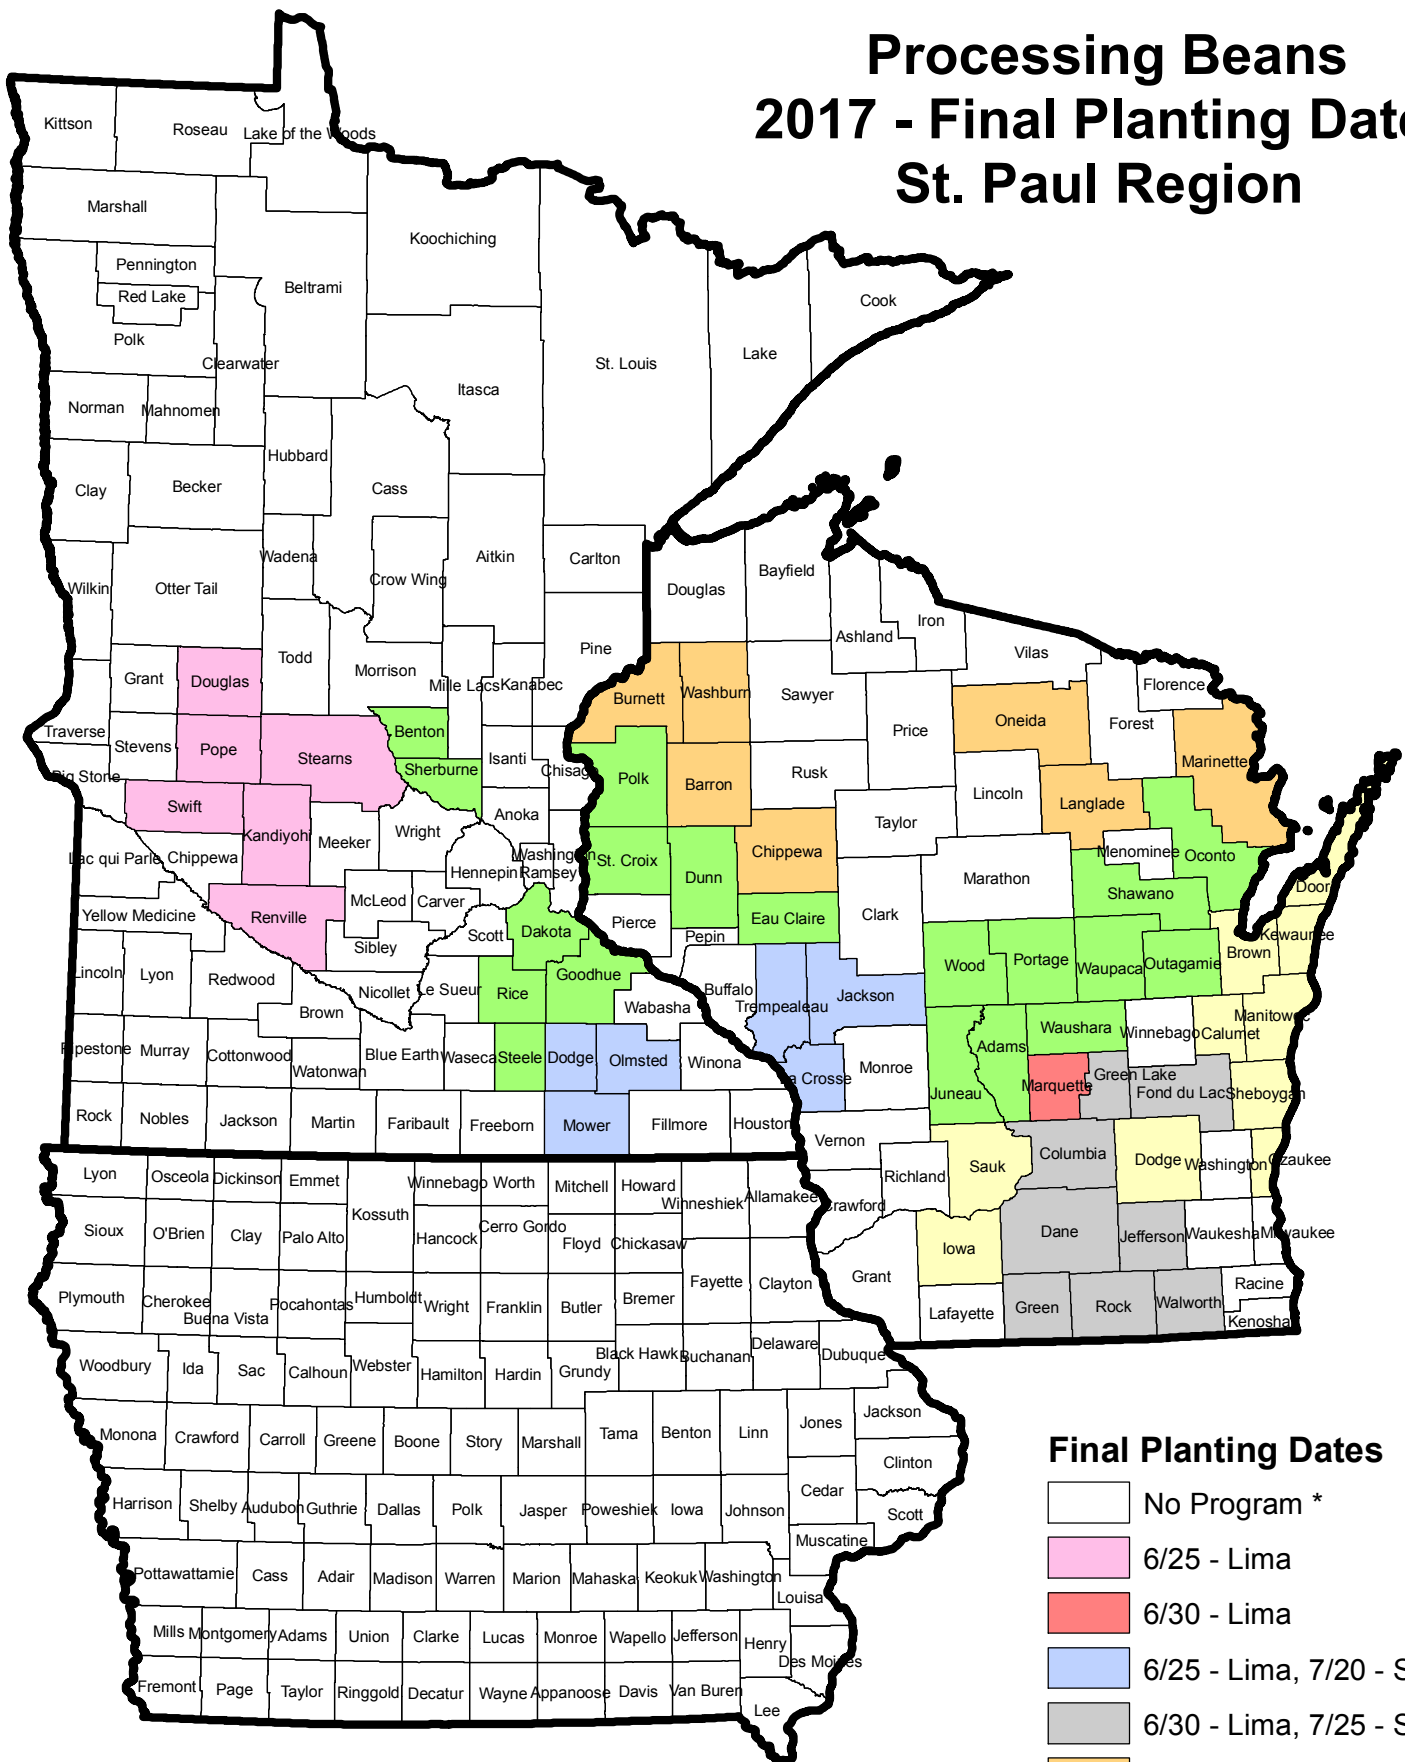 Processing Beans
2017 - Final Planting Dat
St. Paul Region
Kittson
Roseau
Lake of the Woods
Marshall
Koochiching
Pennington
Beltrami
Red Lake
Cook
Polk
Clearwater
St. Louis
Lake
Itasca
Norman
Mahnomen
Hubbard
Clay
Becker
Cass
Wadena
Aitkin
Carlton
Crow Wing
Wilkin
Otter Tail
Douglas
Bayfield
Ashland
Iron
Pine
Todd
Morrison
Vilas
Grant
Douglas
Mille Lacs
Kanabec
Burnett
Washburn
Sawyer
Florence
Traverse
Stevens
Pope
Stearns
Benton
Price
Oneida
Forest
Big Stone
Sherburne
Isanti
Chisag
Polk
Barron
Rusk
Marinette
Swift
Kandiyohi
Anoka
Lincoln
Langlade
Lac qui Parle
Chippewa
Meeker
Wright
Taylor
Washington
Hennepin
Ramsey
St. Croix
Dunn
Chippewa
Menominee
Oconto
Marathon
Door
Yellow Medicine
Renville
McLeod
Carver
Shawano
Sibley
Scott
Dakota
Pierce
Eau Claire
Clark
Pepin
Kewaunee
Lincoln
Lyon
Redwood
Goodhue
Wood
Portage
Waupaca
Outagamie
Brown
Nicollet
Le Sueur
Rice
Buffalo
Jackson
Brown
Wabasha
Trempealeau
Manitowoc
Pipestone
Murray
Cottonwood
Watonwan
Blue Earth
Waseca
Steele
Dodge
Olmsted
Winona
La Crosse
Monroe
Adams
Waushara
Winnebago
Calumet
Juneau
Marquette
Green Lake
Fond du Lac
Sheboygan
Rock
Nobles
Jackson
Martin
Faribault
Freeborn
Mower
Fillmore
Houston
Vernon
Columbia
Dodge
Washington
Ozaukee
Richland
Sauk
Lyon
Osceola
Dickinson
Emmet
Winnebago
Worth
Mitchell
Howard
Winneshiek
Allamakee
Crawford
Kossuth
Sioux
O'Brien
Clay
Palo Alto
Hancock
Cerro Gordo
Floyd
Chickasaw
Iowa
Dane
Jefferson
Waukesha
Milwaukee
Fayette
Clayton
Grant
Plymouth
Cherokee
Buena Vista
Pocahontas
Humboldt
Wright
Franklin
Butler
Bremer
Lafayette
Green
Rock
Walworth
Racine
Kenosha
Woodbury
Ida
Sac
Calhoun
Webster
Hamilton
Hardin
Grundy
Black Hawk
Buchanan
Delaware
Dubuque
Monona
Crawford
Carroll
Greene
Boone
Story
Marshall
Tama
Benton
Linn
Jones
Jackson
Clinton
Harrison
Shelby
Audubon
Guthrie
Dallas
Polk
Jasper
Poweshiek
Iowa
Johnson
Cedar
Scott
Muscatine
Pottawattamie
Cass
Adair
Madison
Warren
Marion
Mahaska
Keokuk
Washington
Louisa
Mills
Montgomery
Adams
Union
Clarke
Lucas
Monroe
Wapello
Jefferson
Henry
Des Moines
Fremont
Page
Taylor
Ringgold
Decatur
Wayne
Appanoose
Davis
Van Buren
Lee
Final Planting Dates
No Program *
6/25 - Lima
6/30 - Lima
6/25 - Lima, 7/20 - S
6/30 - Lima, 7/25 - S